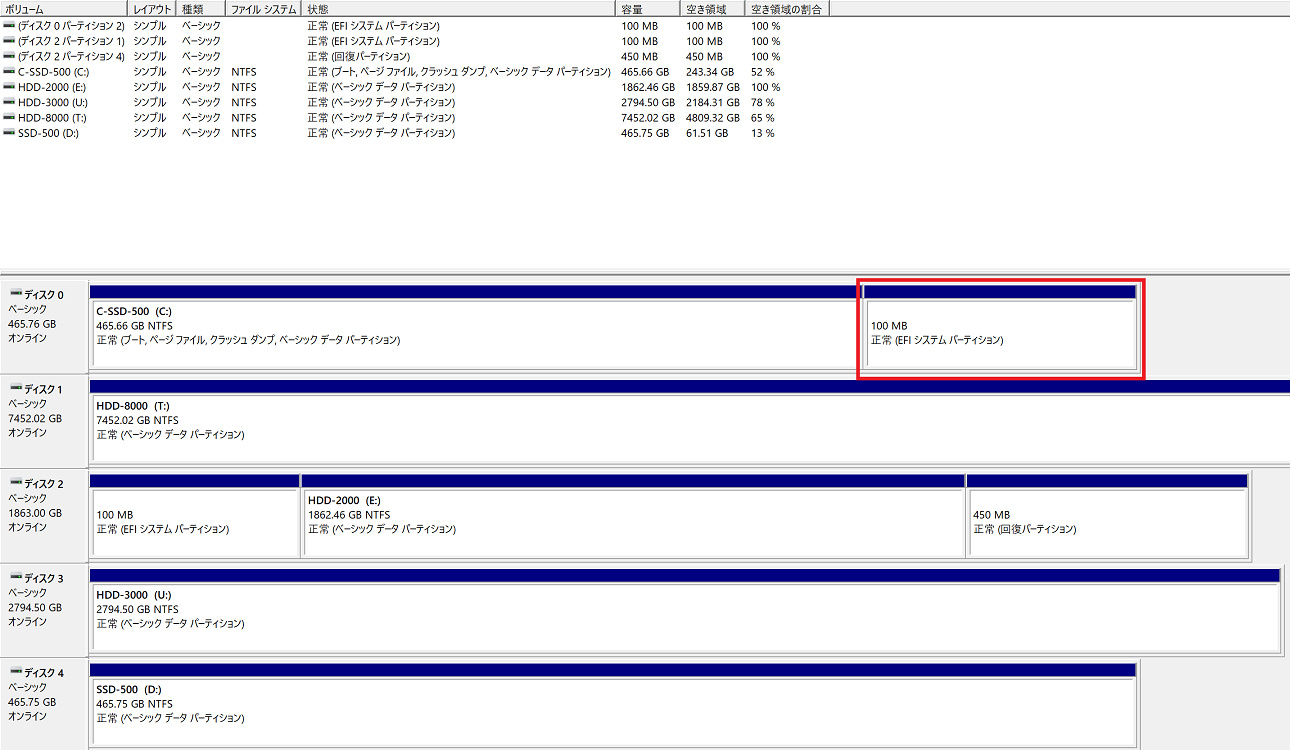 ボリューム レイアウト 種類 ファイル システム 状態 容量 空き領域 空き領域の割合
(ディスク 0 パーティション 2) シンプル ベーシック 正常 (EFI システム パーティション) 100 MB 100 MB 100 %
(ディスク 2 パーティション 1) シンプル ベーシック 正常 (EFI システム パーティション) 100 MB 100 MB 100 %
(ディスク 2 パーティション 4) シンプル ベーシック 正常 (回復パーティション) 450 MB 450 MB 100 %
C-SSD-500 (C:) シンプル ベーシック NTFS 正常 (ブート, ページ ファイル, クラッシュ ダンプ, ベーシック データ パーティション) 465.66 GB 243.34 GB 52 %
HDD-2000 (E:) シンプル ベーシック NTFS 正常 (ベーシック データ パーティション) 1862.46 GB 1859.87 GB 100 %
HDD-3000 (U:) シンプル ベーシック NTFS 正常 (ベーシック データ パーティション) 2794.50 GB 2184.31 GB 78 %
HDD-8000 (T:) シンプル ベーシック NTFS 正常 (ベーシック データ パーティション) 7452.02 GB 4809.32 GB 65 %
SSD-500 (D:) シンプル ベーシック NTFS 正常 (ベーシック データ パーティション) 465.75 GB 61.51 GB 13 %
ディスク 0
ベーシック
465.76 GB
オンライン
C-SSD-500 (C:)
465.66 GB NTFS
正常 (ブート, ページ ファイル, クラッシュ ダンプ, ベーシック データ パーティション)
100 MB
正常 (EFI システム パーティション)
ディスク 1
ベーシック
7452.02 GB
オンライン
HDD-8000 (T:)
7452.02 GB NTFS
正常 (ベーシック データ パーティション)
ディスク 2
ベーシック
1863.00 GB
オンライン
100 MB
正常 (EFI システム パーティション)
HDD-2000 (E:)
1862.46 GB NTFS
正常 (ベーシック データ パーティション)
450 MB
正常 (回復パーティション)
ディスク 3
ベーシック
2794.50 GB
オンライン
HDD-3000 (U:)
2794.50 GB NTFS
正常 (ベーシック データ パーティション)
ディスク 4
ベーシック
465.75 GB
オンライン
SSD-500 (D:)
465.75 GB NTFS
正常 (ベーシック データ パーティション)